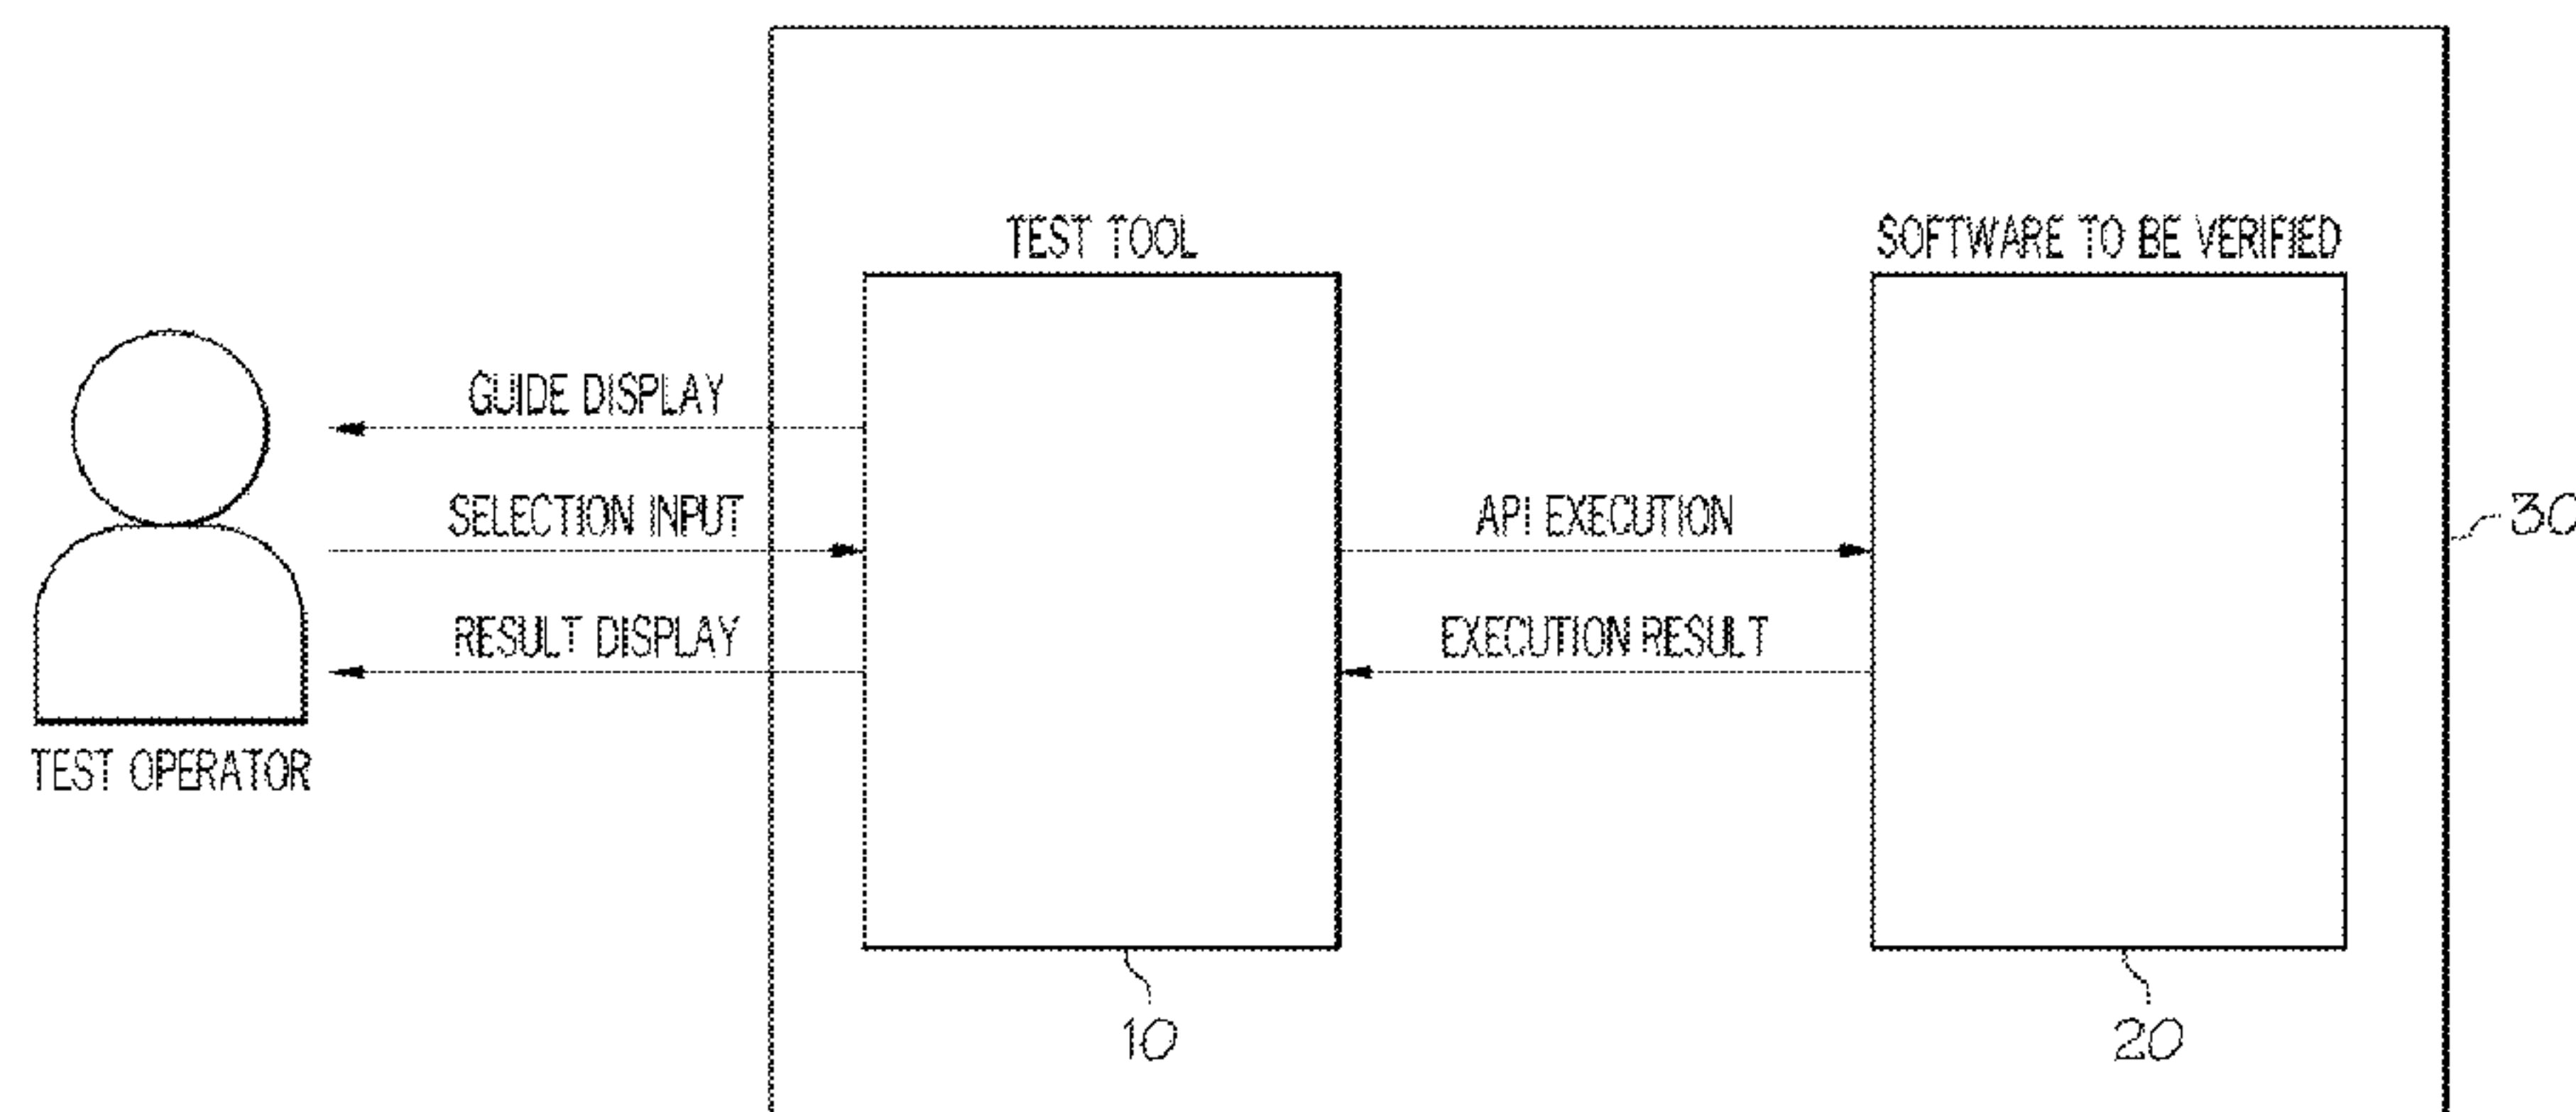 TEST TOOL
SOFTWARE TO BE VERIFIED
GUIDE DISPLAY
SELECTION INPUT
API EXECUTION
30
RESULT DISPLAY
EXECUTION RESULT
TEST OPERATOR
10
20